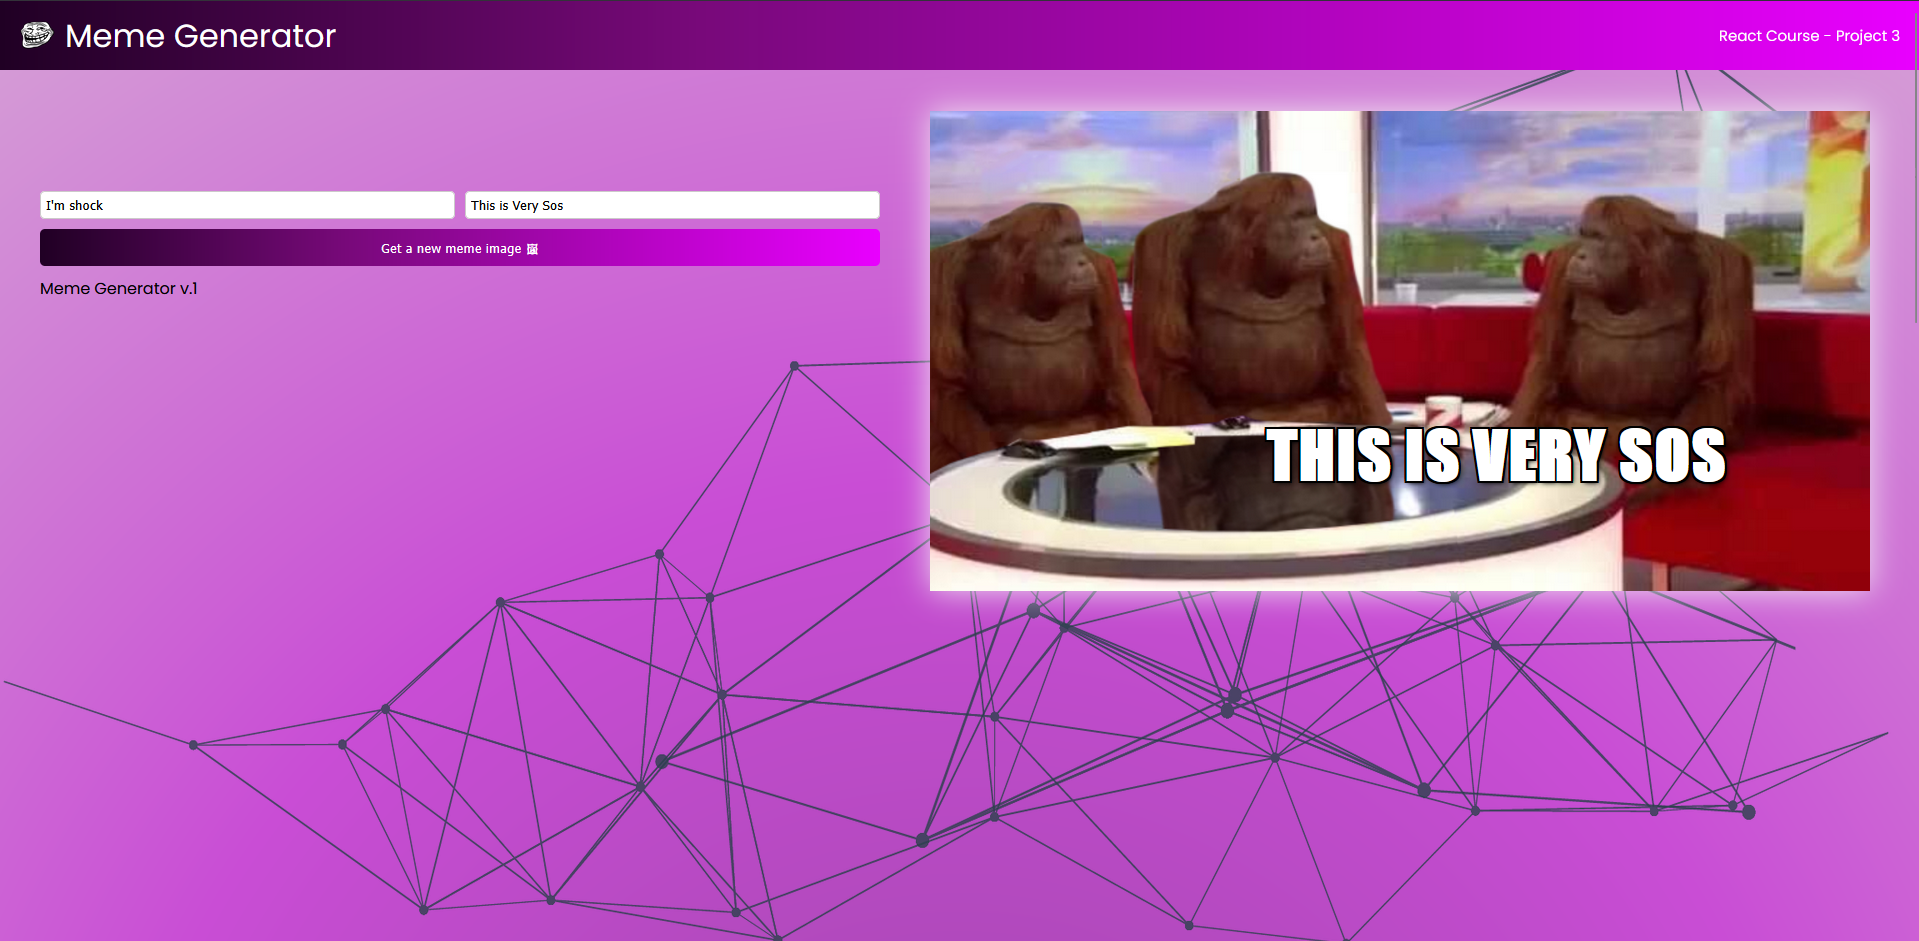 Meme Generator
React Course - Project 3
I'm shock
This is Very Sos
Get a new meme image
Meme Generator v.1
THIS IS VERY SOS